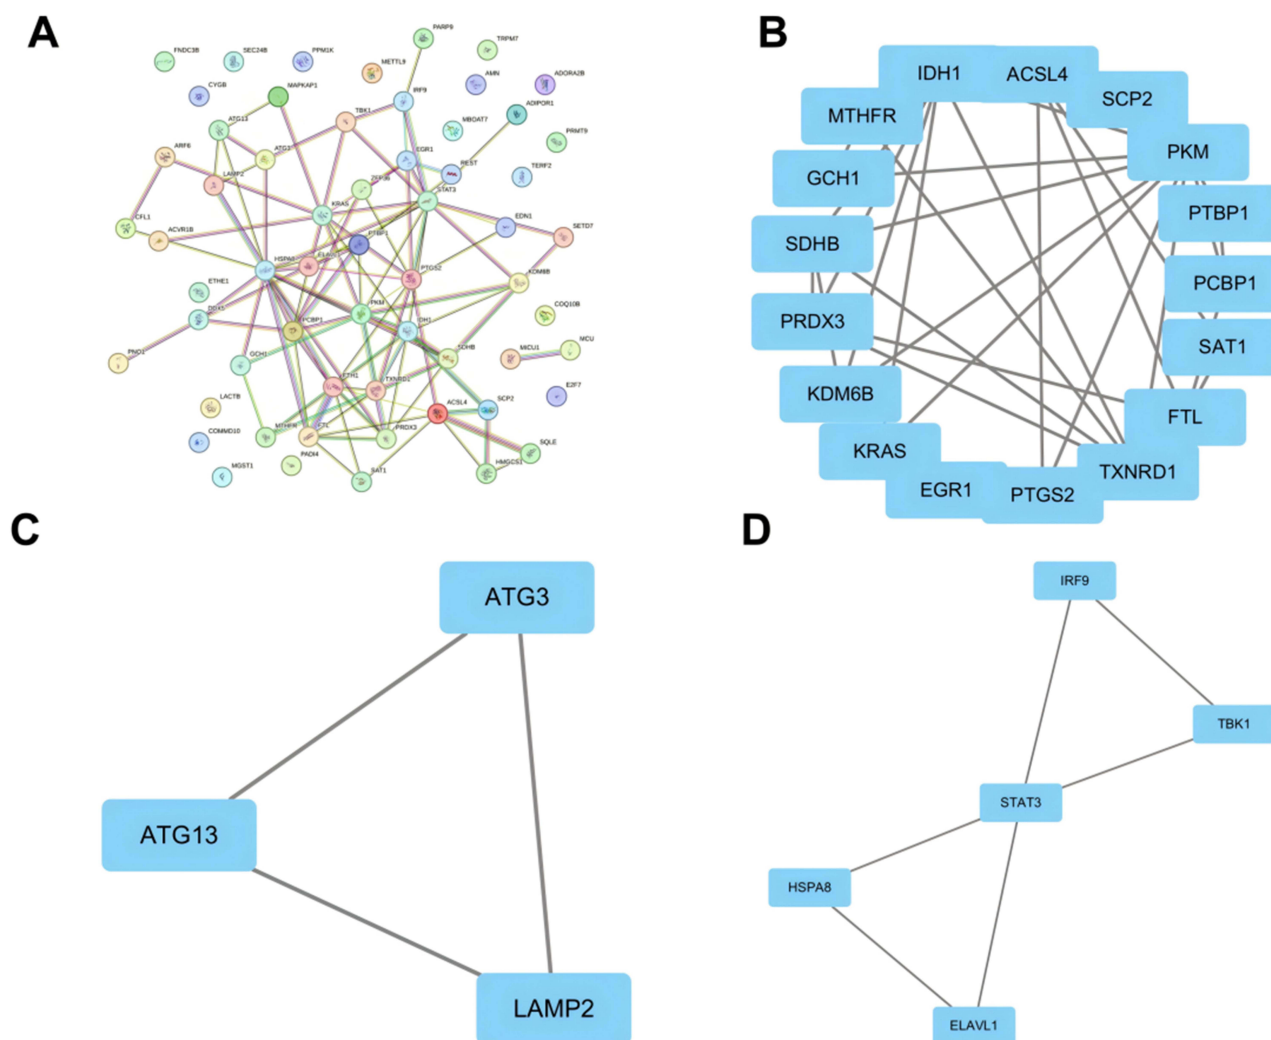 A
PARP9
FNDC3B
SEC24B
PPM1K
TRPM7
METTL9
AMN
ADORA2B
CYGB
MAPKAP1
IRF9
ADIPOR1
TBK1
ATG13
MBOAT7
PRMT9
ARF6
ATG3
EGR1
REST
TERF2
LAMP2
STAT3
KRAS
CFL1
ACVR1B
PTBP1
EDN1
SETD7
HSPA8
PTGS2
KDM6B
ETHE1
PCBP1
PKM
IDH1
COQ10B
PNO1
GCH1
SDHB
MICU1
MCU
FTH1
TXNRD1
E2F7
LACTB
ACSL4
SCP2
COMMD10
MTHFR
FTL
PRDX3
SQLE
PADI4
HMGCS1
MGST1
SAT1
B
IDH1
ACSL4
SCP2
MTHFR
PKM
GCH1
PTBP1
SDHB
PCBP1
PRDX3
SAT1
KDM6B
FTL
KRAS
TXNRD1
EGR1
PTGS2
C
ATG3
ATG13
LAMP2
D
IRF9
TBK1
STAT3
HSPA8
ELAVL1